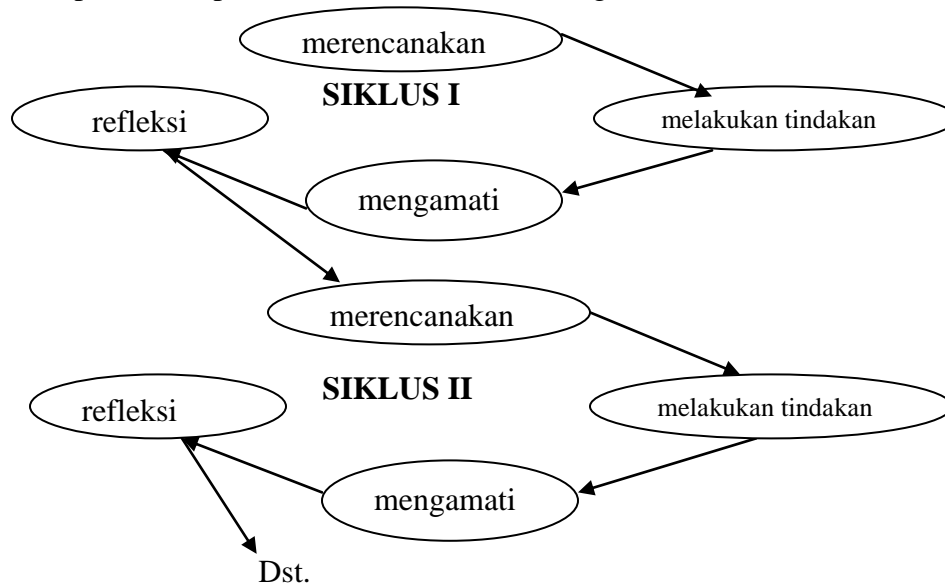 merencanakan
SIKLUS I
refleksi
melakukan tindakan
mengamati
merencanakan
SIKLUS II
refleksi
melakukan tindakan
mengamati
Dst.